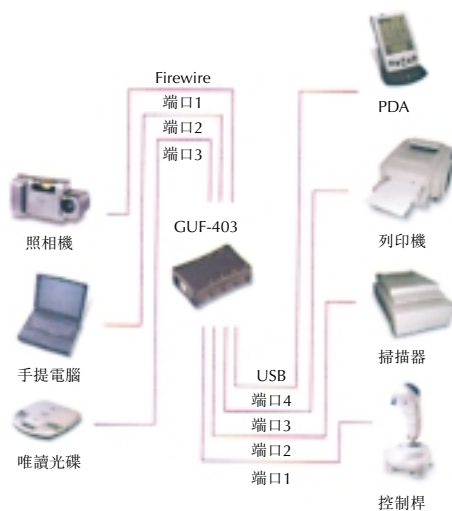 Firewire
端口1
端口2
端口3
PDA
照相機
GUF-403
列印機
手提電腦
掃描器
USB
端口4
端口3
端口2
端口1
唯讀光碟
控制桿